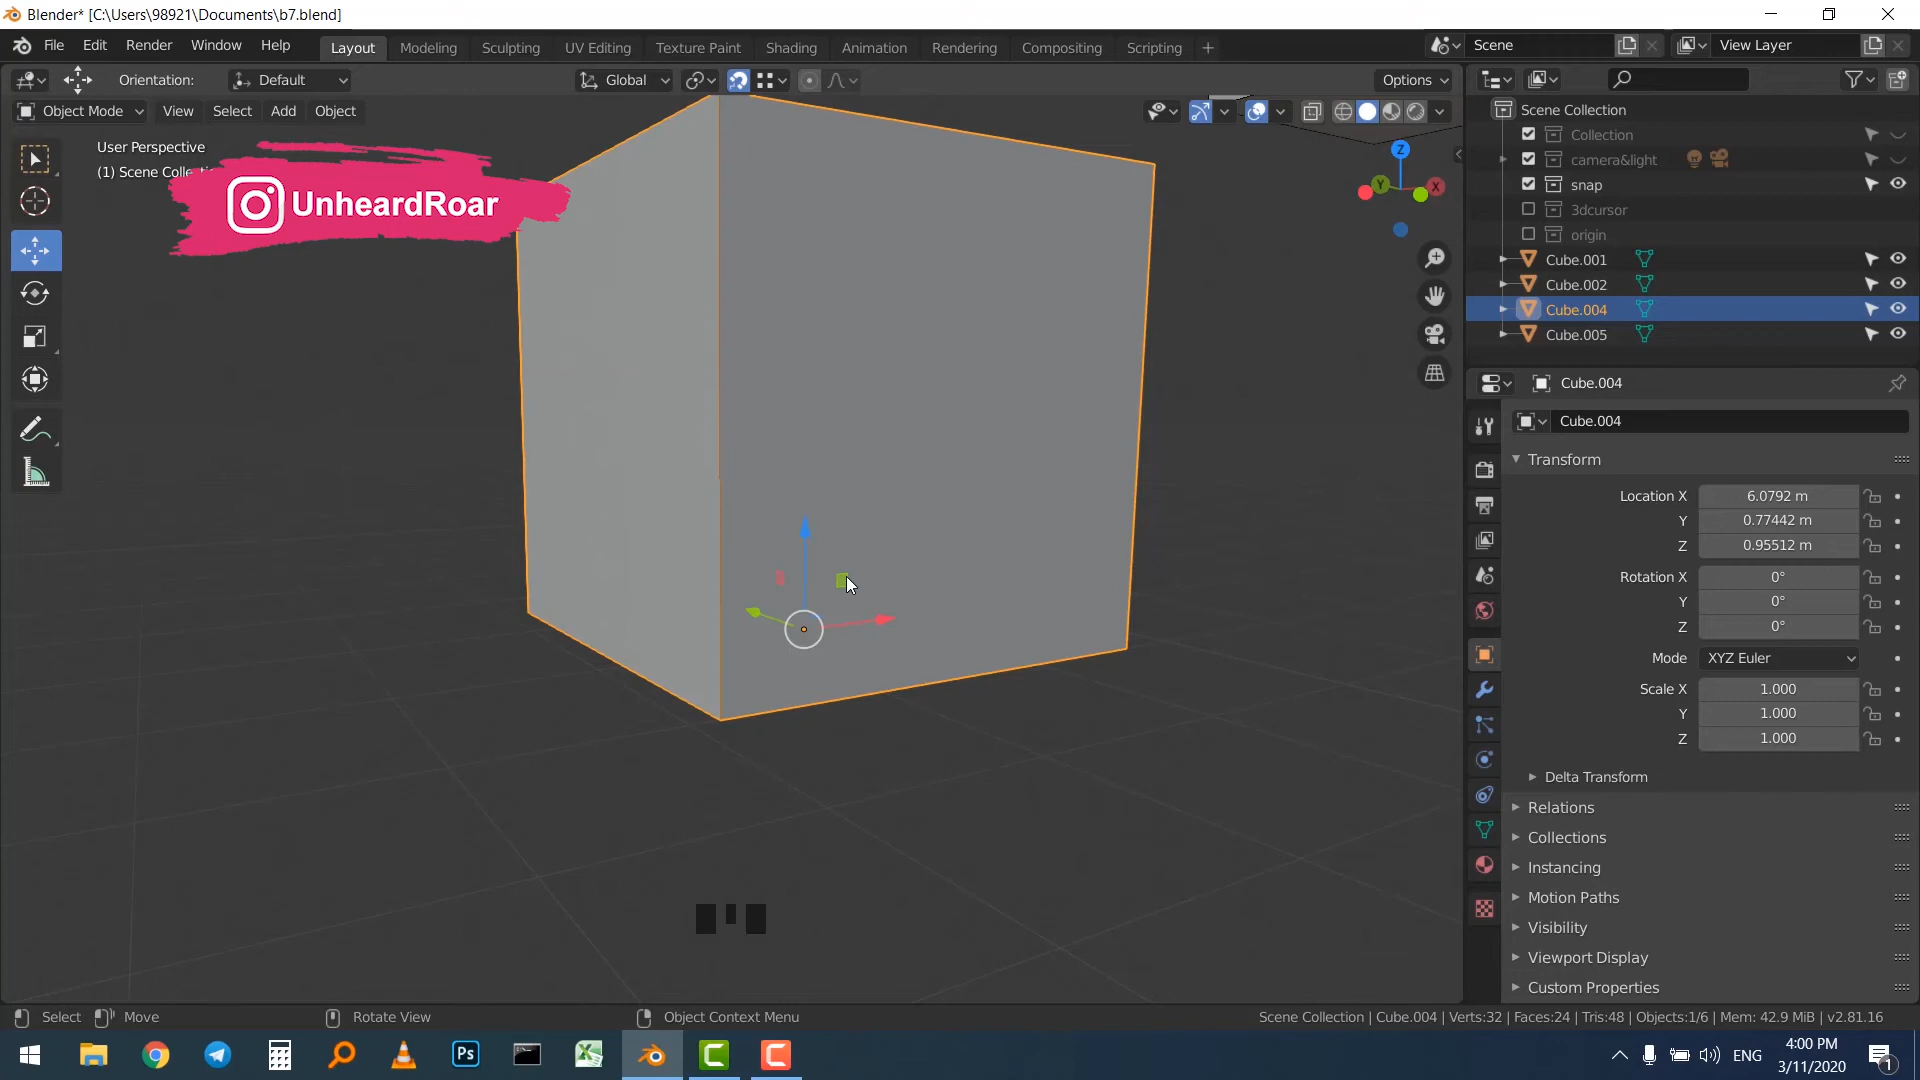 Blender* [C:\Users\98921\Documents\b7.blend]
File Edit Render Window Help Layout Modeling Sculpting UV Editing Texture Paint Shading Animation Rendering Compositing Scripting Scene View Layer
Orientation: Default Global Options
Object Mode View Select Add Object
User Perspective
(1) Scene Collecti
UnheardRoar
Z
Y
X
Scene Collection
Collection
camera&light
snap
3dcursor
origin
Cube.001
Cube.002
Cube.004
Cube.005
Cube.004
Cube.004
Transform
Location X 6.0792 m
Y 0.77442 m
Z 0.95512 m
Rotation X 0°
Y 0°
Z 0°
Mode XYZ Euler
Scale X 1.000
Y 1.000
Z 1.000
Delta Transform
Relations
Collections
Instancing
Motion Paths
Visibility
Viewport Display
Custom Properties
Select Move Rotate View Object Context Menu Scene Collection | Cube.004 | Verts:32 | Faces:24 | Tris:48 | Objects:1/6 | Mem: 42.9 MiB | v2.81.16
Ps
ENG
4:00 PM
3/11/2020
1